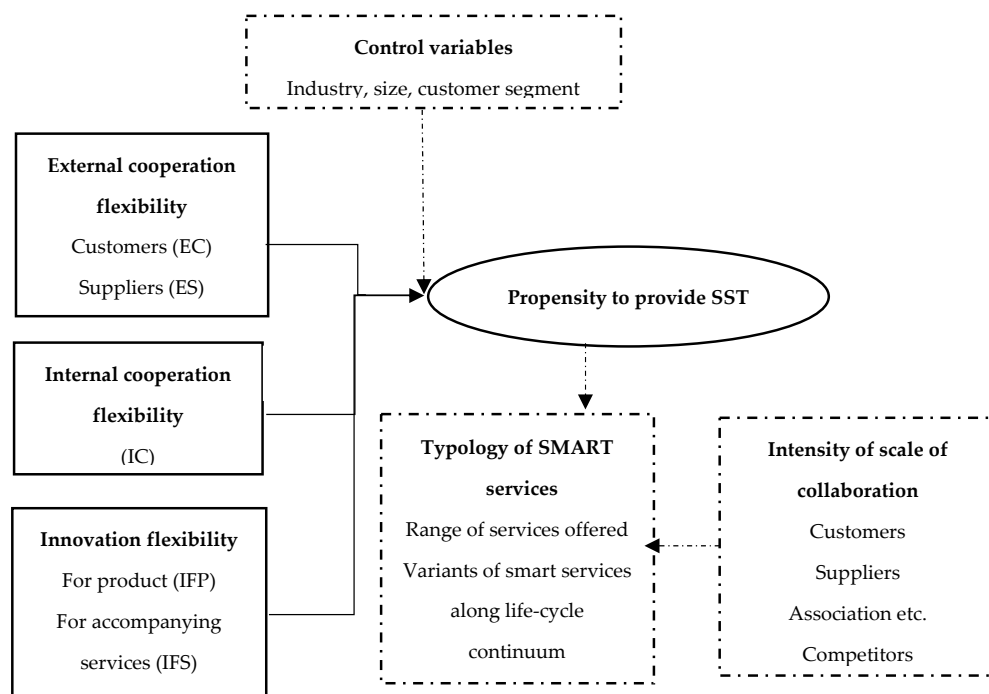 Control variables
Industry, size, customer segment
External cooperation
flexibility
Customers (EC)
Suppliers (ES)
Propensity to provide SST
Internal cooperation
flexibility
(IC)
Typology of SMART
services
Range of services offered
Variants of smart services
along life-cycle
continuum
Intensity of scale of
collaboration
Customers
Suppliers
Association etc.
Competitors
Innovation flexibility
For product (IFP)
For accompanying
services (IFS)